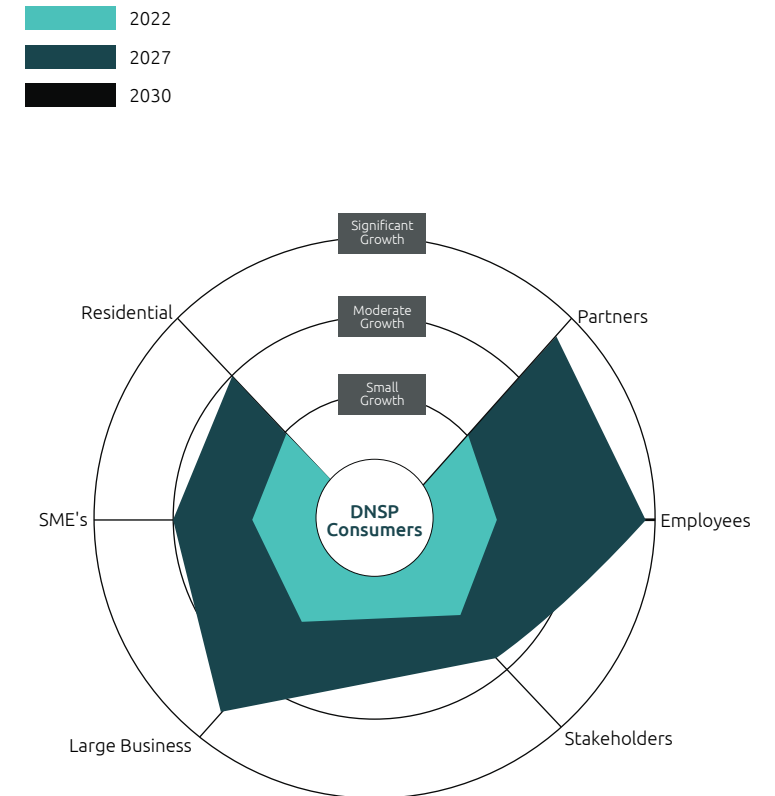 2022
2027
2030
Significant
Growth
Moderate
Growth
Small
Growth
Residential
Partners
DNSP
Consumers
SME's
Employees
Large Business
Stakeholders